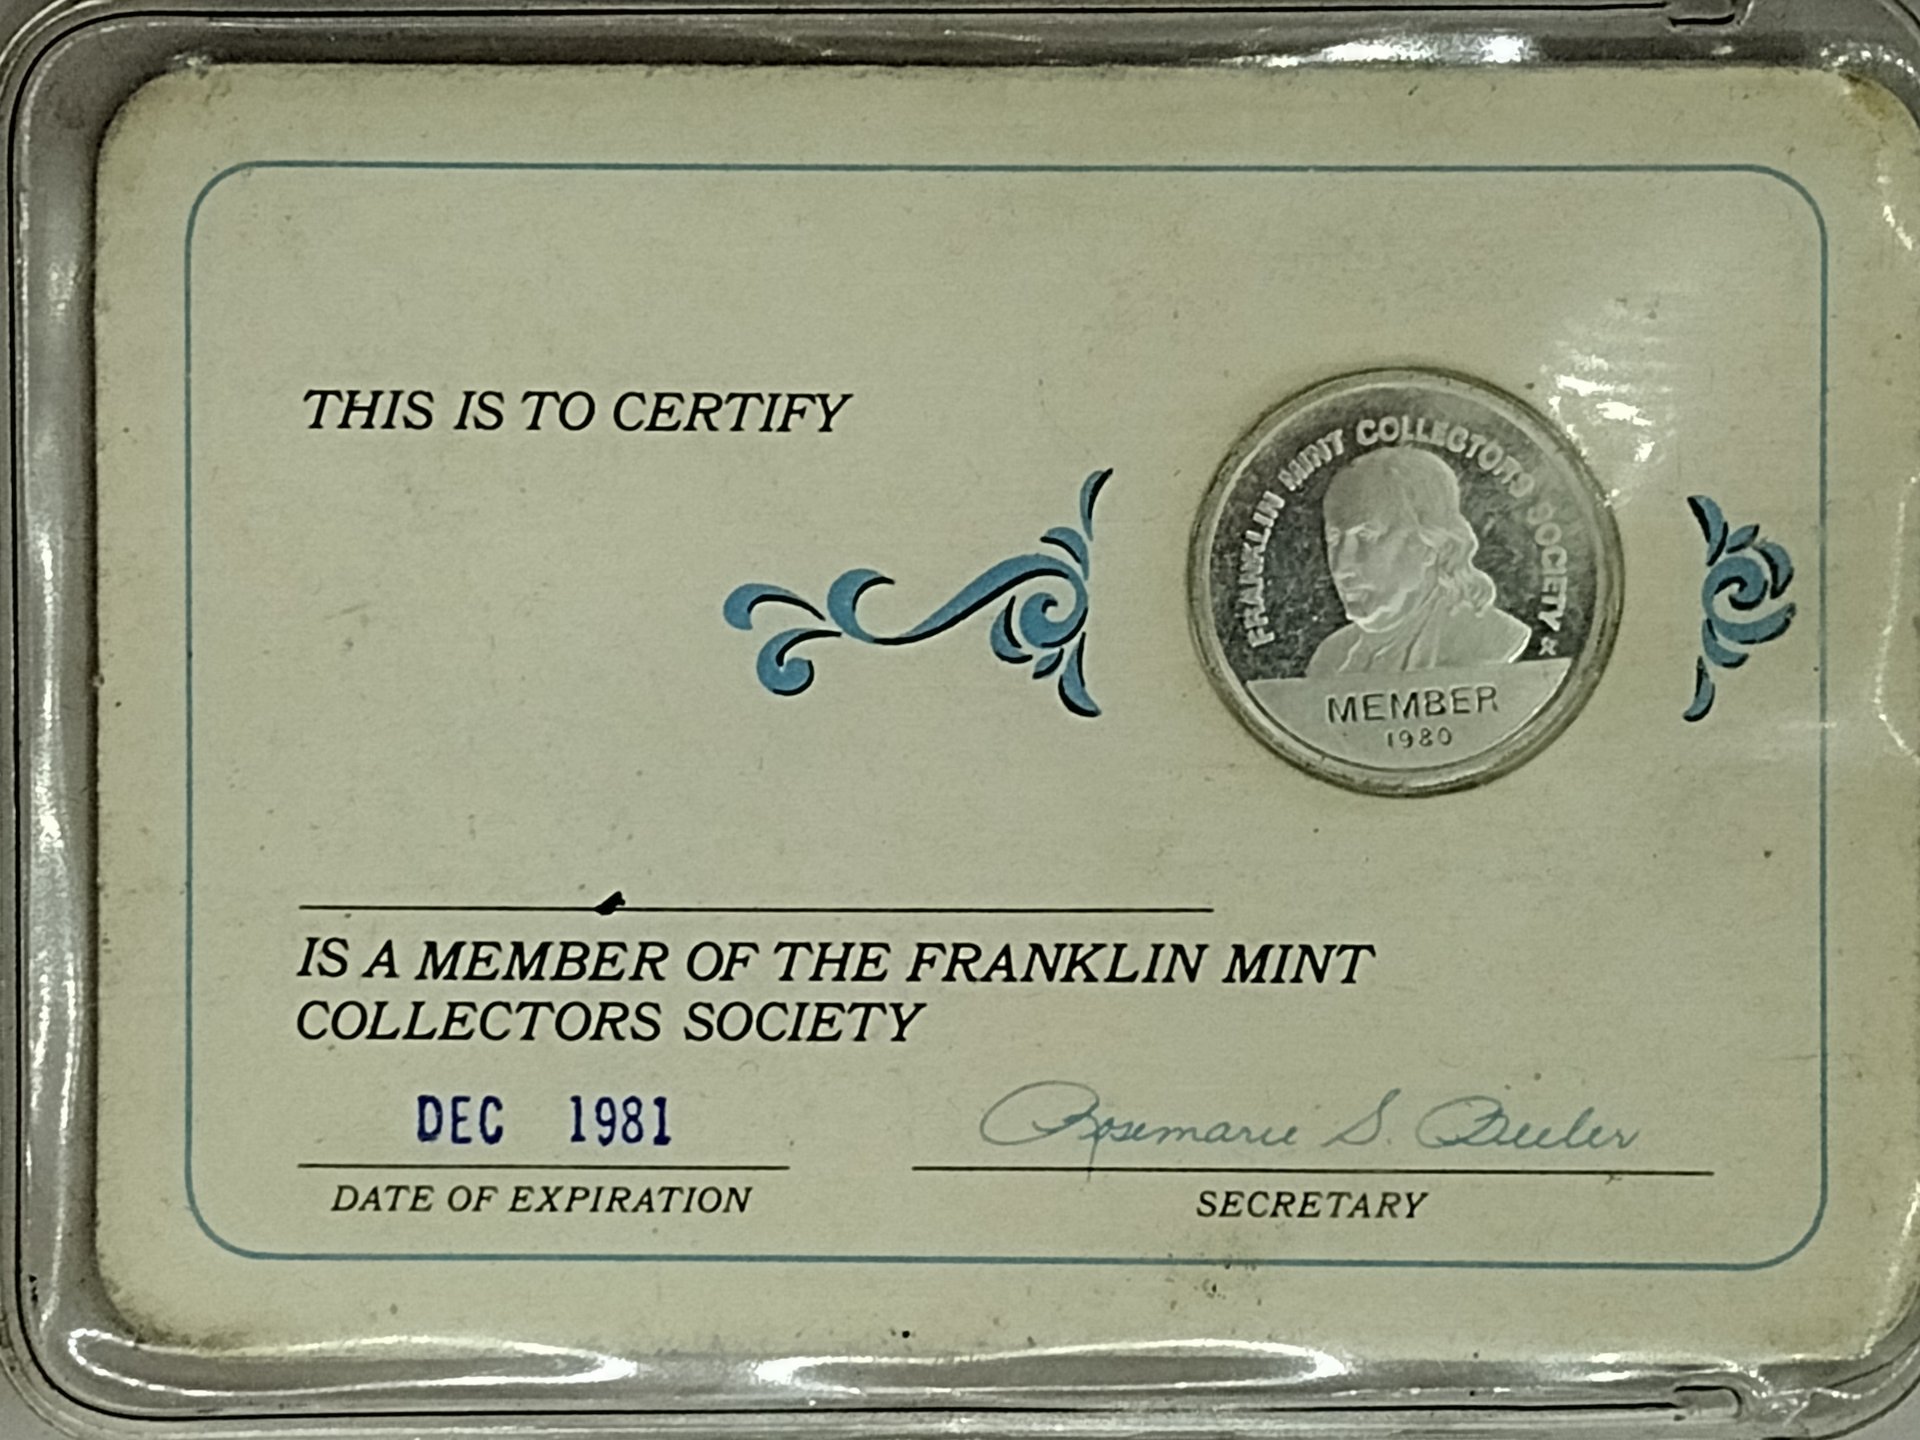 THIS IS TO CERTIFY
FRANKLIN MINT COLLECTORS SOCIETY
MEMBER
1980
IS A MEMBER OF THE FRANKLIN MINT
COLLECTORS SOCIETY
DEC 1981
Rosemarie S.
DATE OF EXPIRATION
SECRETARY